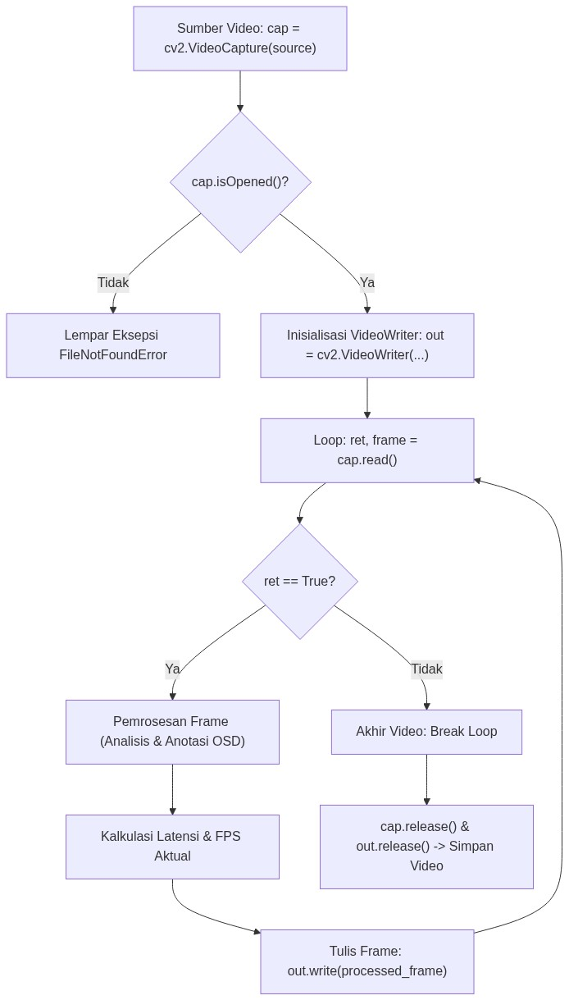 Sumber Video: cap =
cv2.VideoCapture(source)
cap.isOpened()?
Tidak
Ya
Lempar Eksepsi
FileNotFoundError
Inisialisasi VideoWriter: out
= cv2.VideoWriter(...)
Loop: ret, frame =
cap.read()
ret == True?
Ya
Tidak
Pemrosesan Frame
(Analisis & Anotasi OSD)
Akhir Video: Break Loop
Kalkulasi Latensi & FPS
Aktual
cap.release() &
out.release() -> Simpan
Video
Tulis Frame:
out.write(processed_frame)